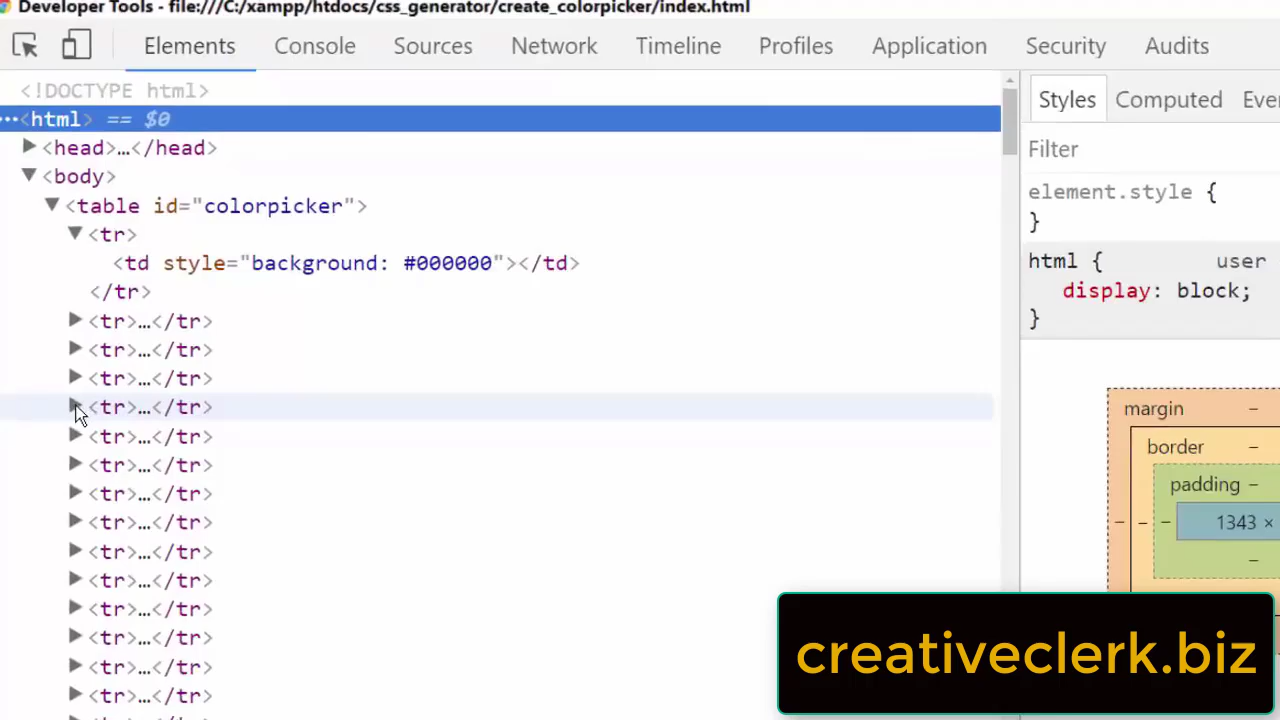 Developer Tools - file:///C:/xampp/htdocs/css_generator/create_colorpicker/index.html
Elements Console Sources Network Timeline Profiles Application Security Audits
<!DOCTYPE html>
···<html> == $0
<head>…</head>
<body>
<table id="colorpicker">
<tr>
<td style="background: #000000"></td>
</tr>
<tr>…</tr>
<tr>…</tr>
<tr>…</tr>
<tr>…</tr>
<tr>…</tr>
<tr>…</tr>
<tr>…</tr>
<tr>…</tr>
<tr>…</tr>
<tr>…</tr>
<tr>…</tr>
<tr>…</tr>
<tr>…</tr>
<tr>…</tr>
Styles Computed Eve
Filter
element.style {
}
html { user
display: block;
}
margin –
border –
padding –
– – – 1343 ×
–
creativeclerk.biz